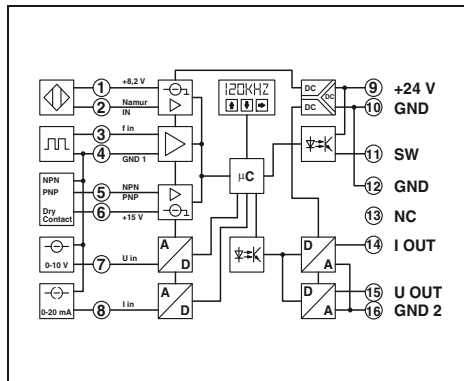 1 +8,2 V
2 Namur
IN
3 f in
4 GND 1
NPN
PNP
Dry
Contact
5 NPN
PNP
6 +15 V
0-10 V
7 U in
0-20 mA
8 I in
A
D
A
D
120KHZ
µC
DC
DC
DC
D
A
D
A
9 +24 V
10 GND
11 SW
12 GND
13 NC
14 I OUT
15 U OUT
16 GND 2